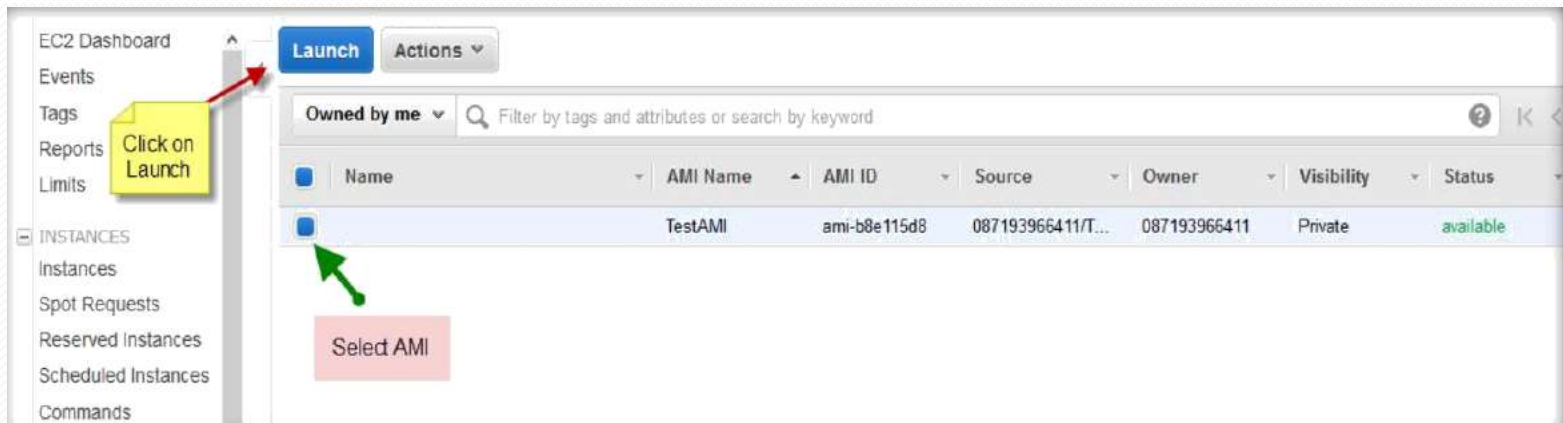 EC2 Dashboard
Events
Tags
Reports
Limits
INSTANCES
Instances
Spot Requests
Reserved Instances
Scheduled Instances
Commands
Click on
Launch
Launch Actions
Owned by me Filter by tags and attributes or search by keyword
Name AMI Name AMI ID Source Owner Visibility Status
TestAMI ami-b8e115d8 087193966411/T... 087193966411 Private available
Select AMI